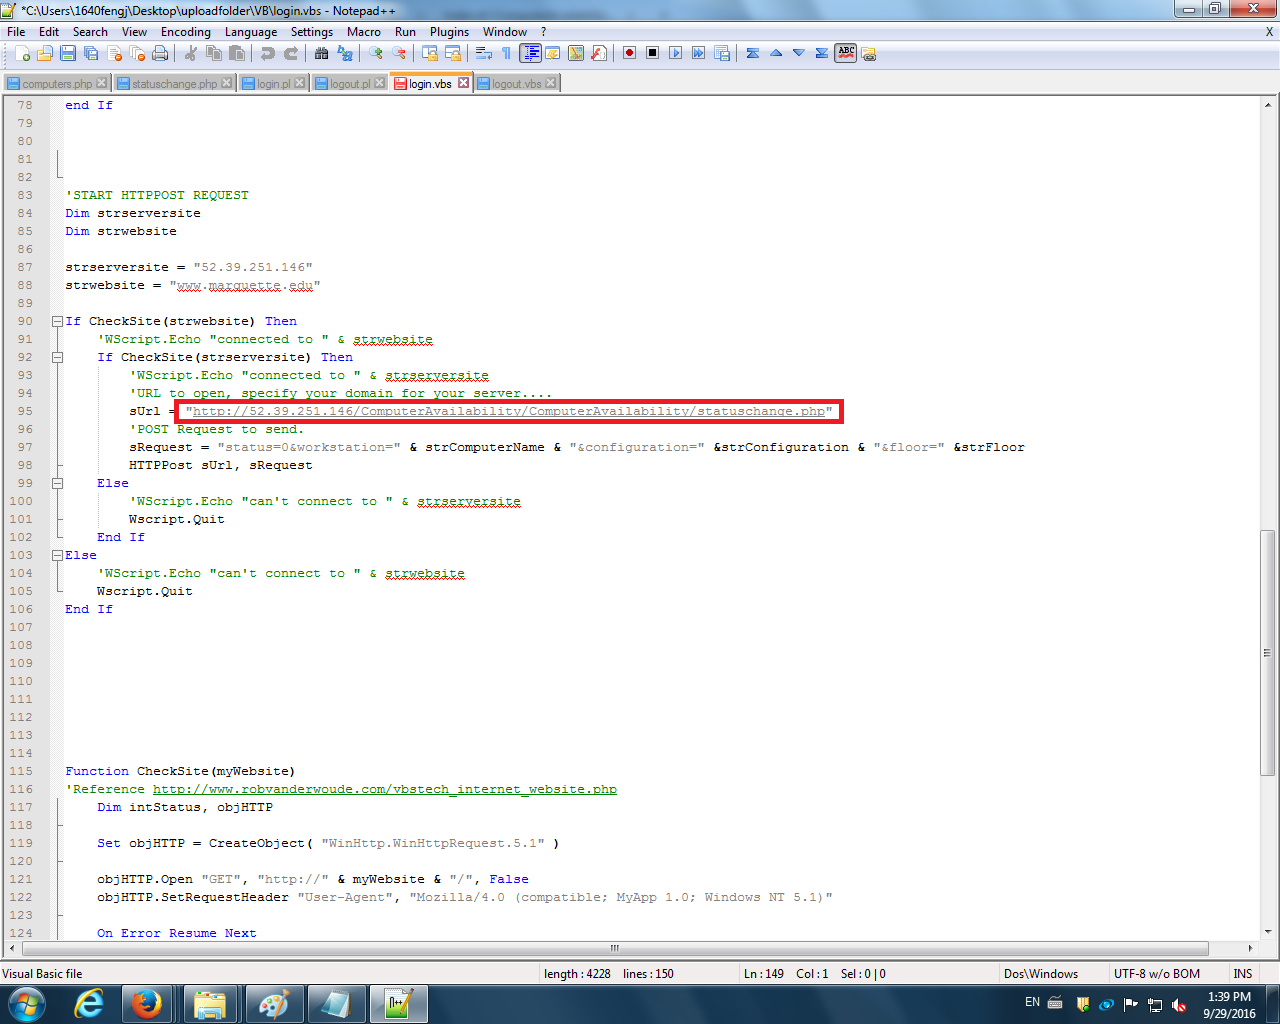 *C:\Users\1640fengj\Desktop\uploadfolder\VB\login.vbs - Notepad++
File Edit Search View Encoding Language Settings Macro Run Plugins Window ? X
computers.php statuschange.php login.pl logout.pl login.vbs logout.vbs
78 end If
79
80
81
82
83 'START HTTPPOST REQUEST
84 Dim strserversite
85 Dim strwebsite
86
87 strserversite = "52.39.251.146"
88 strwebsite = "www.marquette.edu"
89
90 If CheckSite(strwebsite) Then
91 'WScript.Echo "connected to " & strwebsite
92 If CheckSite(strserversite) Then
93 'WScript.Echo "connected to " & strserversite
94 'URL to open, specify your domain for your server....
95 sUrl = "http://52.39.251.146/ComputerAvailability/ComputerAvailability/statuschange.php"
96 'POST Request to send.
97 sRequest = "status=0&workstation=" & strComputerName & "&configuration=" &strConfiguration & "&floor=" &strFloor
98 HTTPPost sUrl, sRequest
99 Else
100 'WScript.Echo "can't connect to " & strserversite
101 Wscript.Quit
102 End If
103 Else
104 'WScript.Echo "can't connect to " & strwebsite
105 Wscript.Quit
106 End If
107
108
109
110
111
112
113
114
115 Function CheckSite(myWebsite)
116 'Reference http://www.robvanderwoude.com/vbstech_internet_website.php
117 Dim intStatus, objHTTP
118
119 Set objHTTP = CreateObject( "WinHttp.WinHttpRequest.5.1" )
120
121 objHTTP.Open "GET", "http://" & myWebsite & "/", False
122 objHTTP.SetRequestHeader "User-Agent", "Mozilla/4.0 (compatible; MyApp 1.0; Windows NT 5.1)"
123
124 On Error Resume Next
Visual Basic file length : 4228 lines : 150 Ln : 149 Col : 1 Sel : 0 | 0 Dos\Windows UTF-8 w/o BOM INS
EN 1:39 PM
9/29/2016